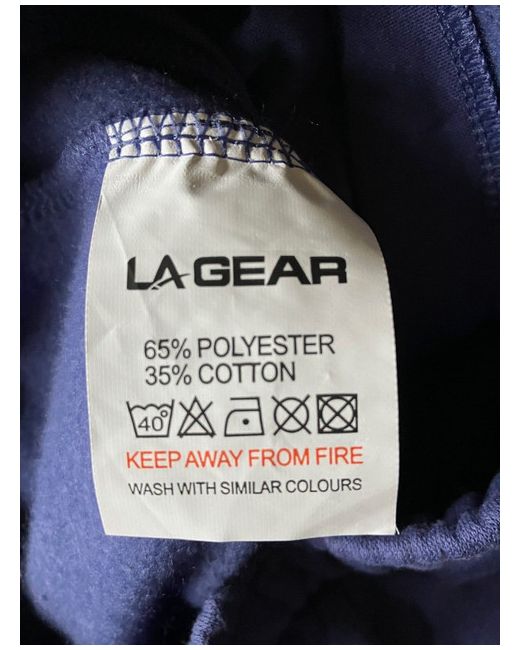 LA GEAR
65% POLYESTER
35% COTTON
40°
KEEP AWAY FROM FIRE
WASH WITH SIMILAR COLOURS